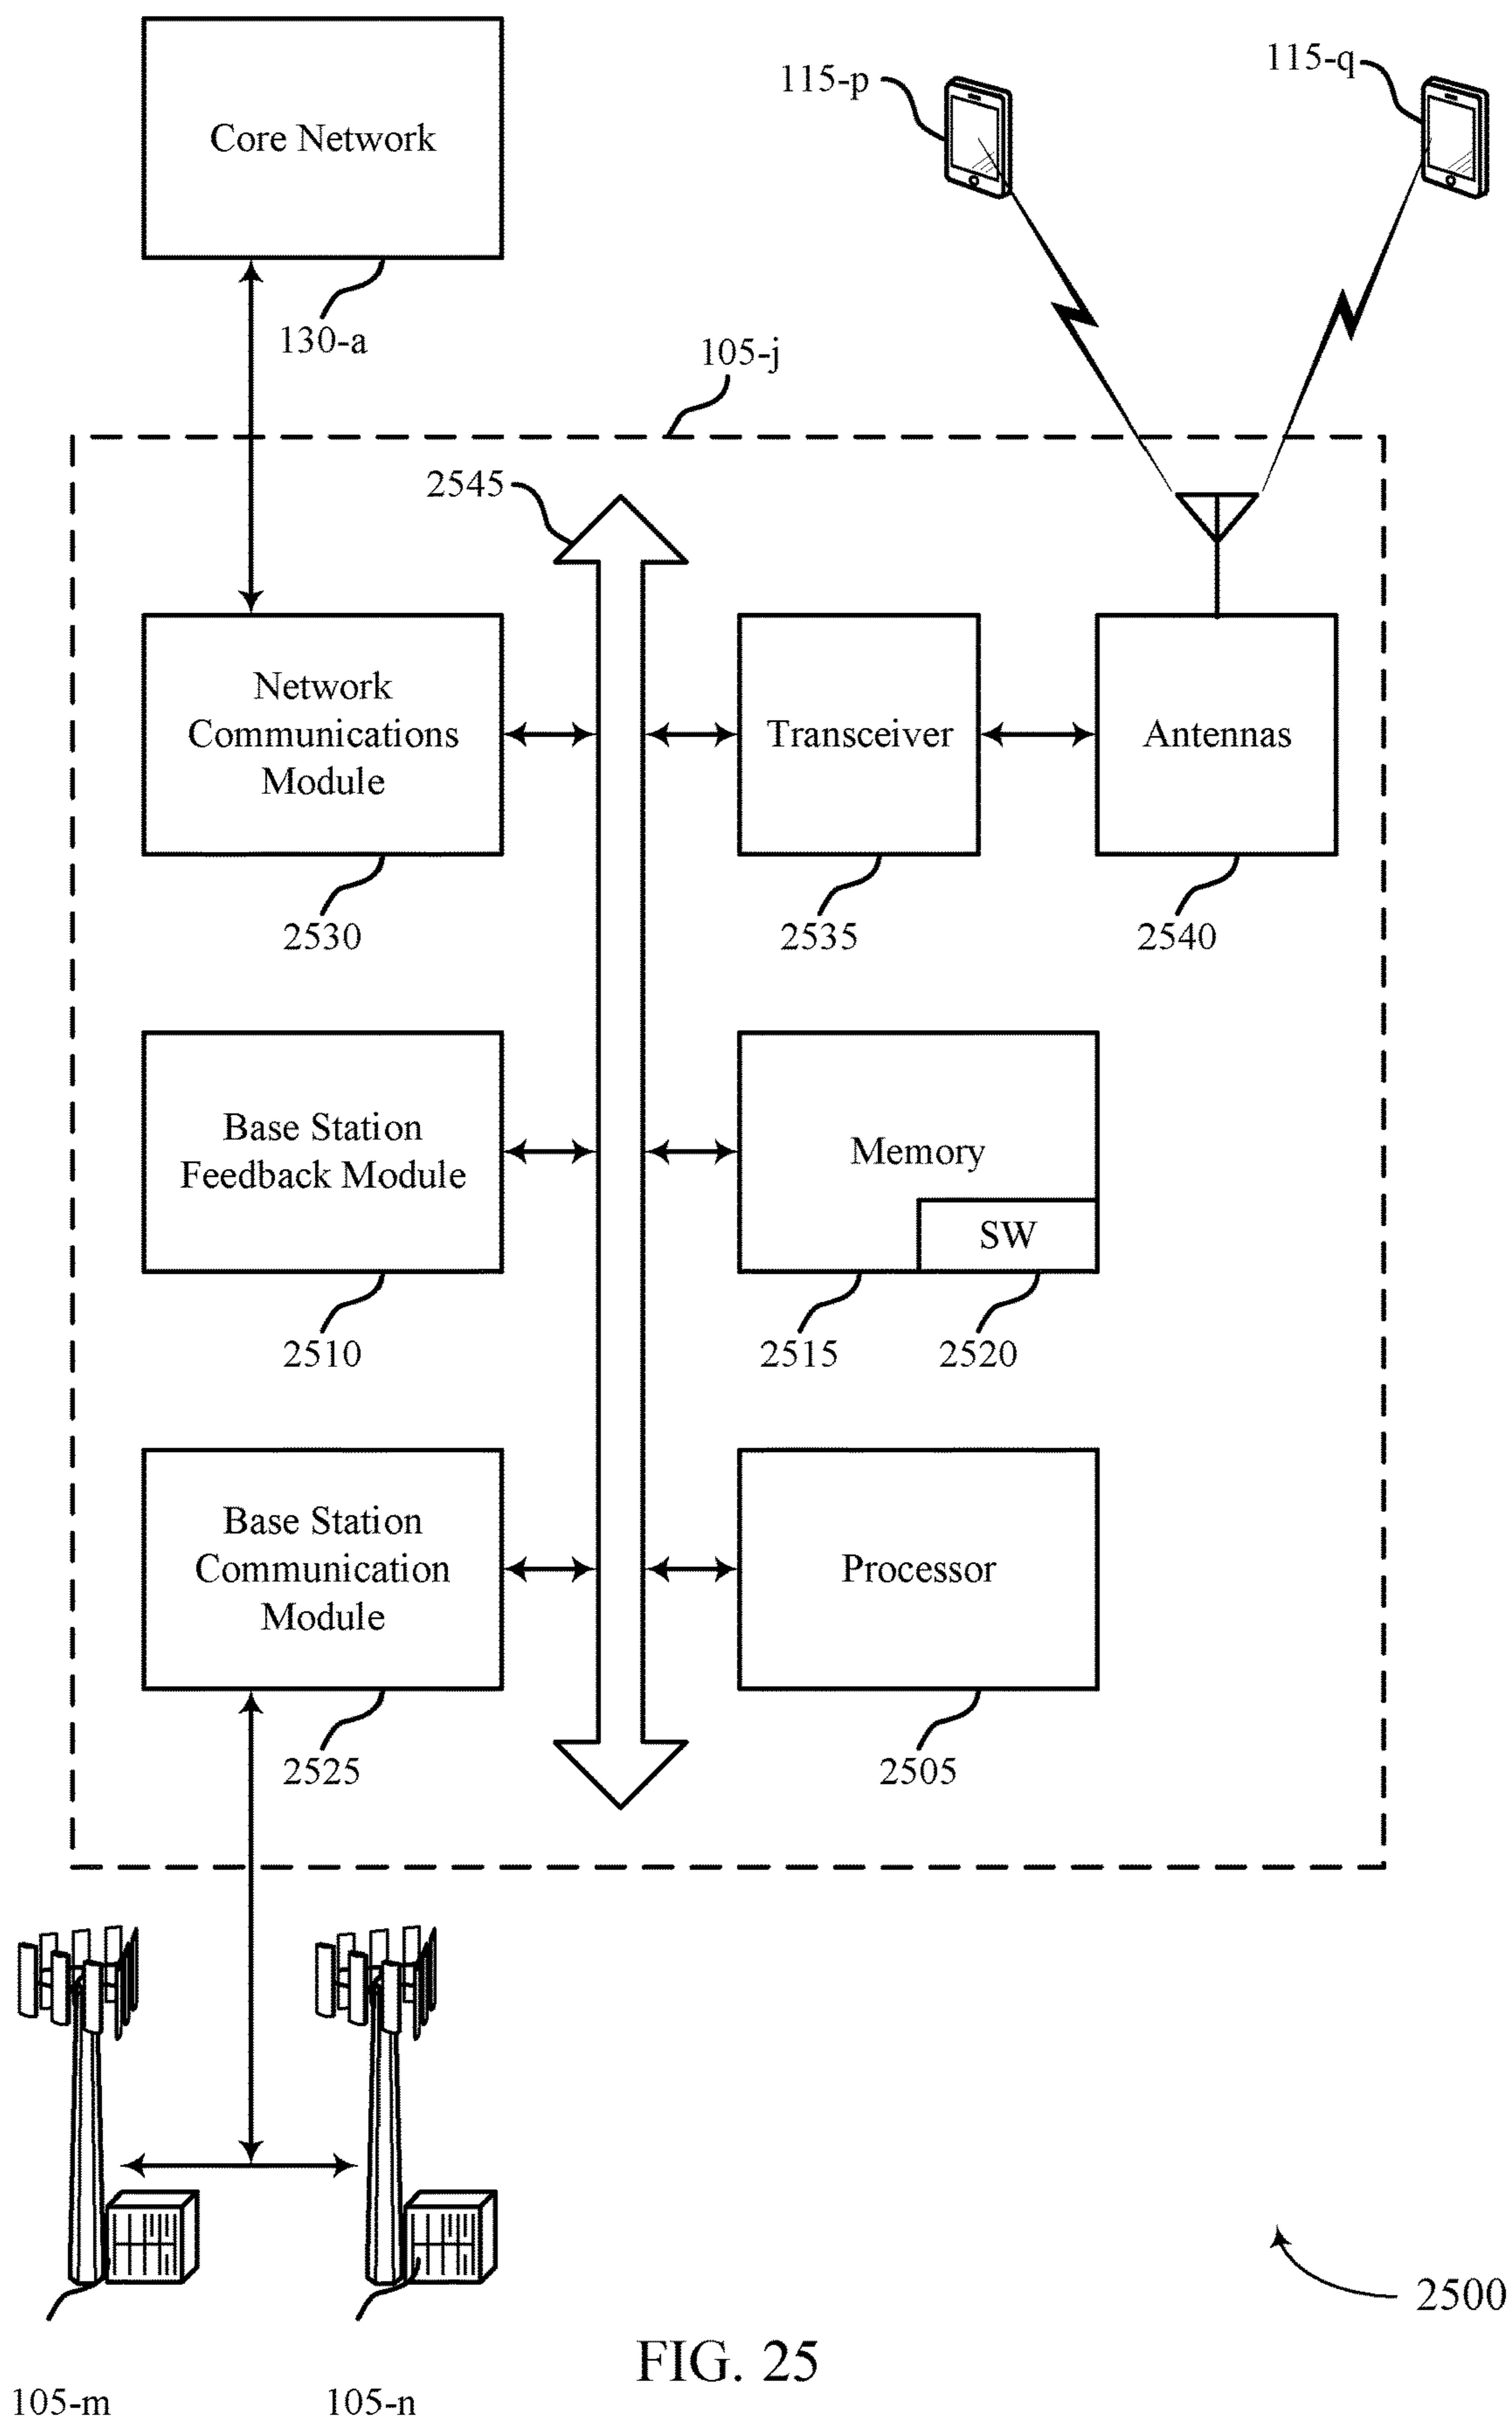 Core Network
130-a
115-p
115-q
105-j
2545
Network
Communications
Module
2530
Transceiver
2535
Antennas
2540
Base Station
Feedback Module
2510
Memory
SW
2515
2520
Base Station
Communication
Module
2525
Processor
2505
105-m
105-n
2500
FIG. 25